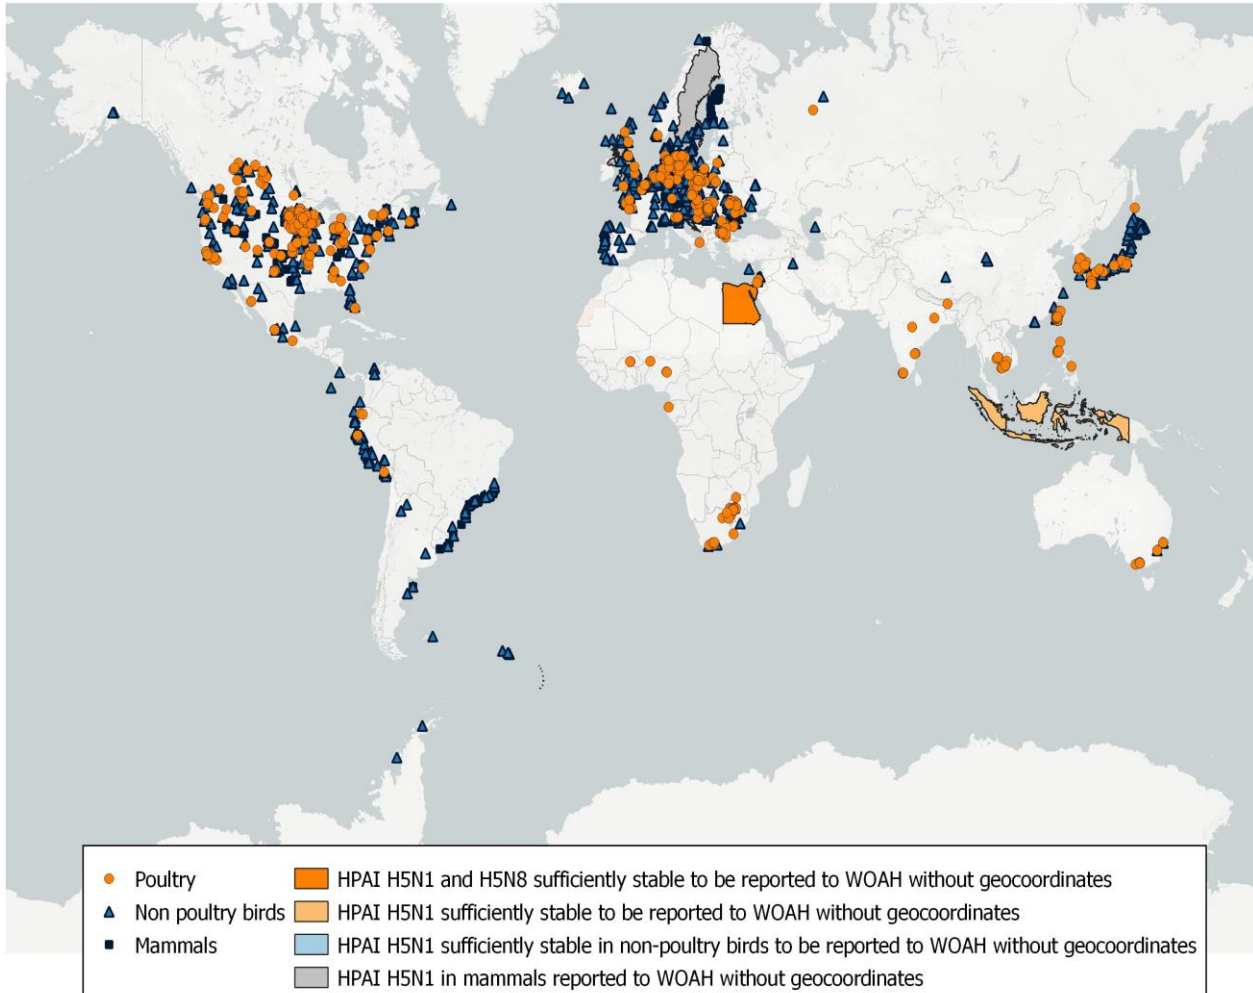 Poultry
Non poultry birds
Mammals
HPAI H5N1 and H5N8 sufficiently stable to be reported to WOAH without geocoordinates
HPAI H5N1 sufficiently stable to be reported to WOAH without geocoordinates
HPAI H5N1 sufficiently stable in non-poultry birds to be reported to WOAH without geocoordinates
HPAI H5N1 in mammals reported to WOAH without geocoordinates